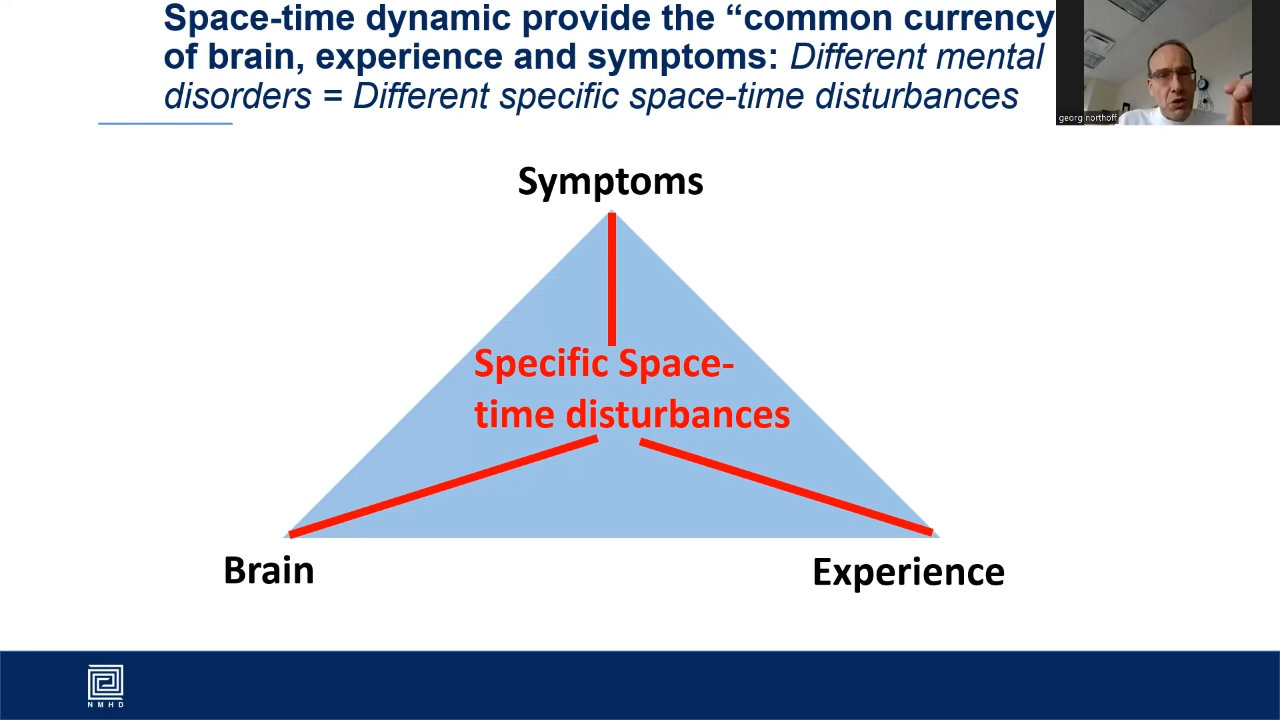 Space-time dynamic provide the “common currency
of brain, experience and symptoms: Different mental
disorders = Different specific space-time disturbances
georg northoff
Symptoms
Specific Space-
time disturbances
Brain
Experience
NMHD